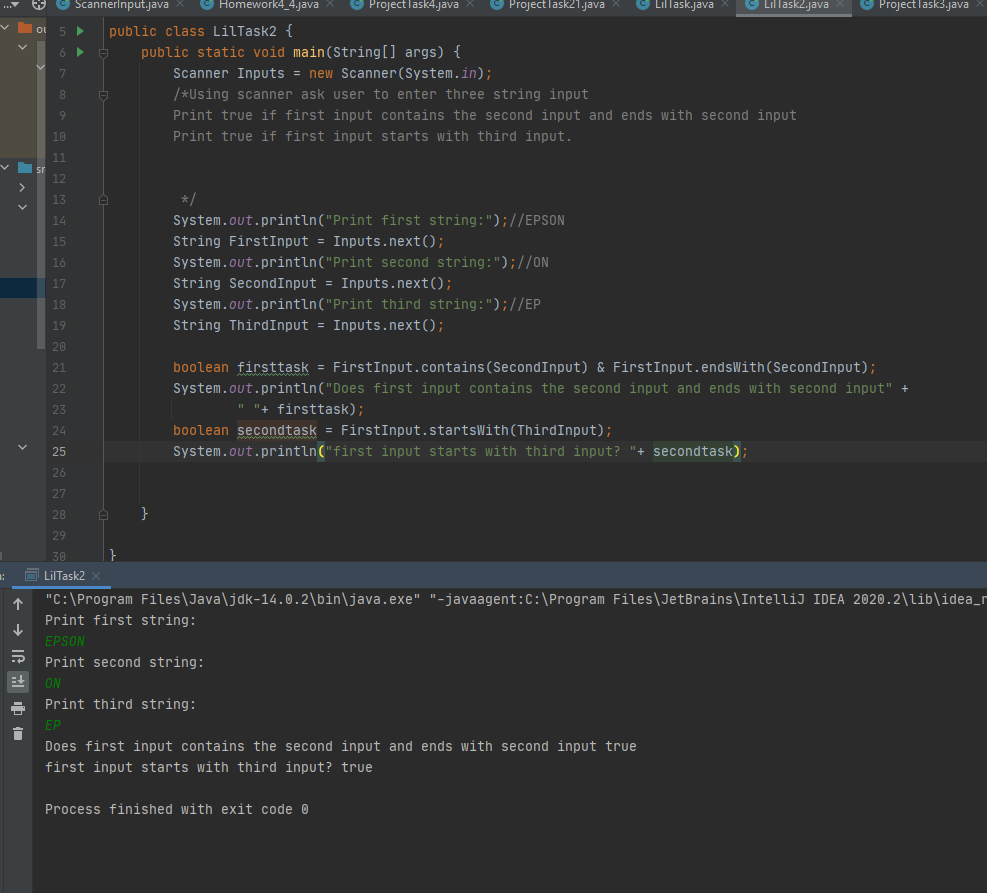 ScannerInput.java Homework4_4.java ProjectTask4.java ProjectTask21.java LilTask.java LilTask2.java ProjectTask3.java
5 public class LilTask2 {
6 public static void main(String[] args) {
7 Scanner Inputs = new Scanner(System.in);
8 /*Using scanner ask user to enter three string input
9 Print true if first input contains the second input and ends with second input
10 Print true if first input starts with third input.
11
12
13 */
14 System.out.println("Print first string:");//EPSON
15 String FirstInput = Inputs.next();
16 System.out.println("Print second string:");//ON
17 String SecondInput = Inputs.next();
18 System.out.println("Print third string:");//EP
19 String ThirdInput = Inputs.next();
20
21 boolean firsttask = FirstInput.contains(SecondInput) & FirstInput.endsWith(SecondInput);
22 System.out.println("Does first input contains the second input and ends with second input" +
23 " "+ firsttask);
24 boolean secondtask = FirstInput.startsWith(ThirdInput);
25 System.out.println("first input starts with third input? "+ secondtask);
26
27
28 }
29
30 }
LilTask2
"C:\Program Files\Java\jdk-14.0.2\bin\java.exe" "-javaagent:C:\Program Files\JetBrains\IntelliJ IDEA 2020.2\lib\idea_r
Print first string:
EPSON
Print second string:
ON
Print third string:
EP
Does first input contains the second input and ends with second input true
first input starts with third input? true
Process finished with exit code 0